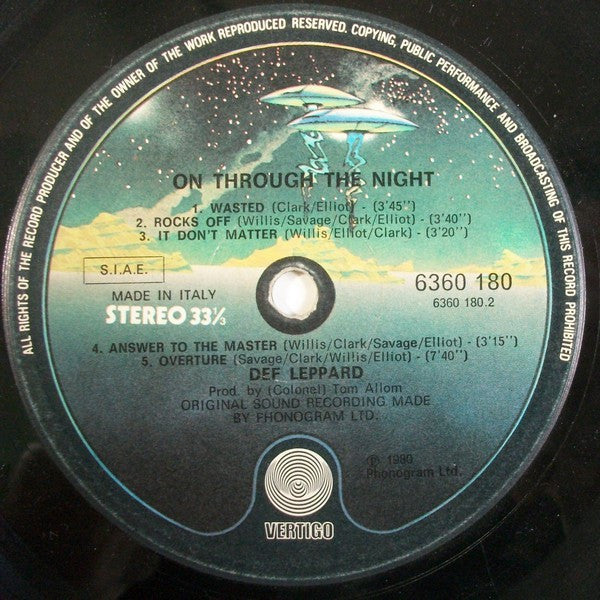 ALL RIGHTS OF THE RECORD PRODUCER AND OF THE OWNER OF THE WORK REPRODUCED RESERVED. COPYING, PUBLIC PERFORMANCE AND BROADCASTING OF THIS RECORD PROHIBITED
ON THROUGH THE NIGHT
1. WASTED (Clark/Elliot) - (3'45'')
2. ROCKS OFF (Willis/Savage/Clark/Elliot) - (3'40'')
3. IT DON'T MATTER (Willis/Elliot/Clark) - (3'20'')
S.I.A.E.
MADE IN ITALY
STEREO 33⅓
6360 180
6360 180.2
4. ANSWER TO THE MASTER (Willis/Clark/Savage/Elliot) - (3'15'')
5. OVERTURE (Savage/Clark/Willis/Elliot) - (7'40'')
DEF LEPPARD
Prod. by (Colonel) Tom Allom
ORIGINAL SOUND RECORDING MADE
BY PHONOGRAM LTD.
℗ 1980
Phonogram Ltd.
VERTIGO